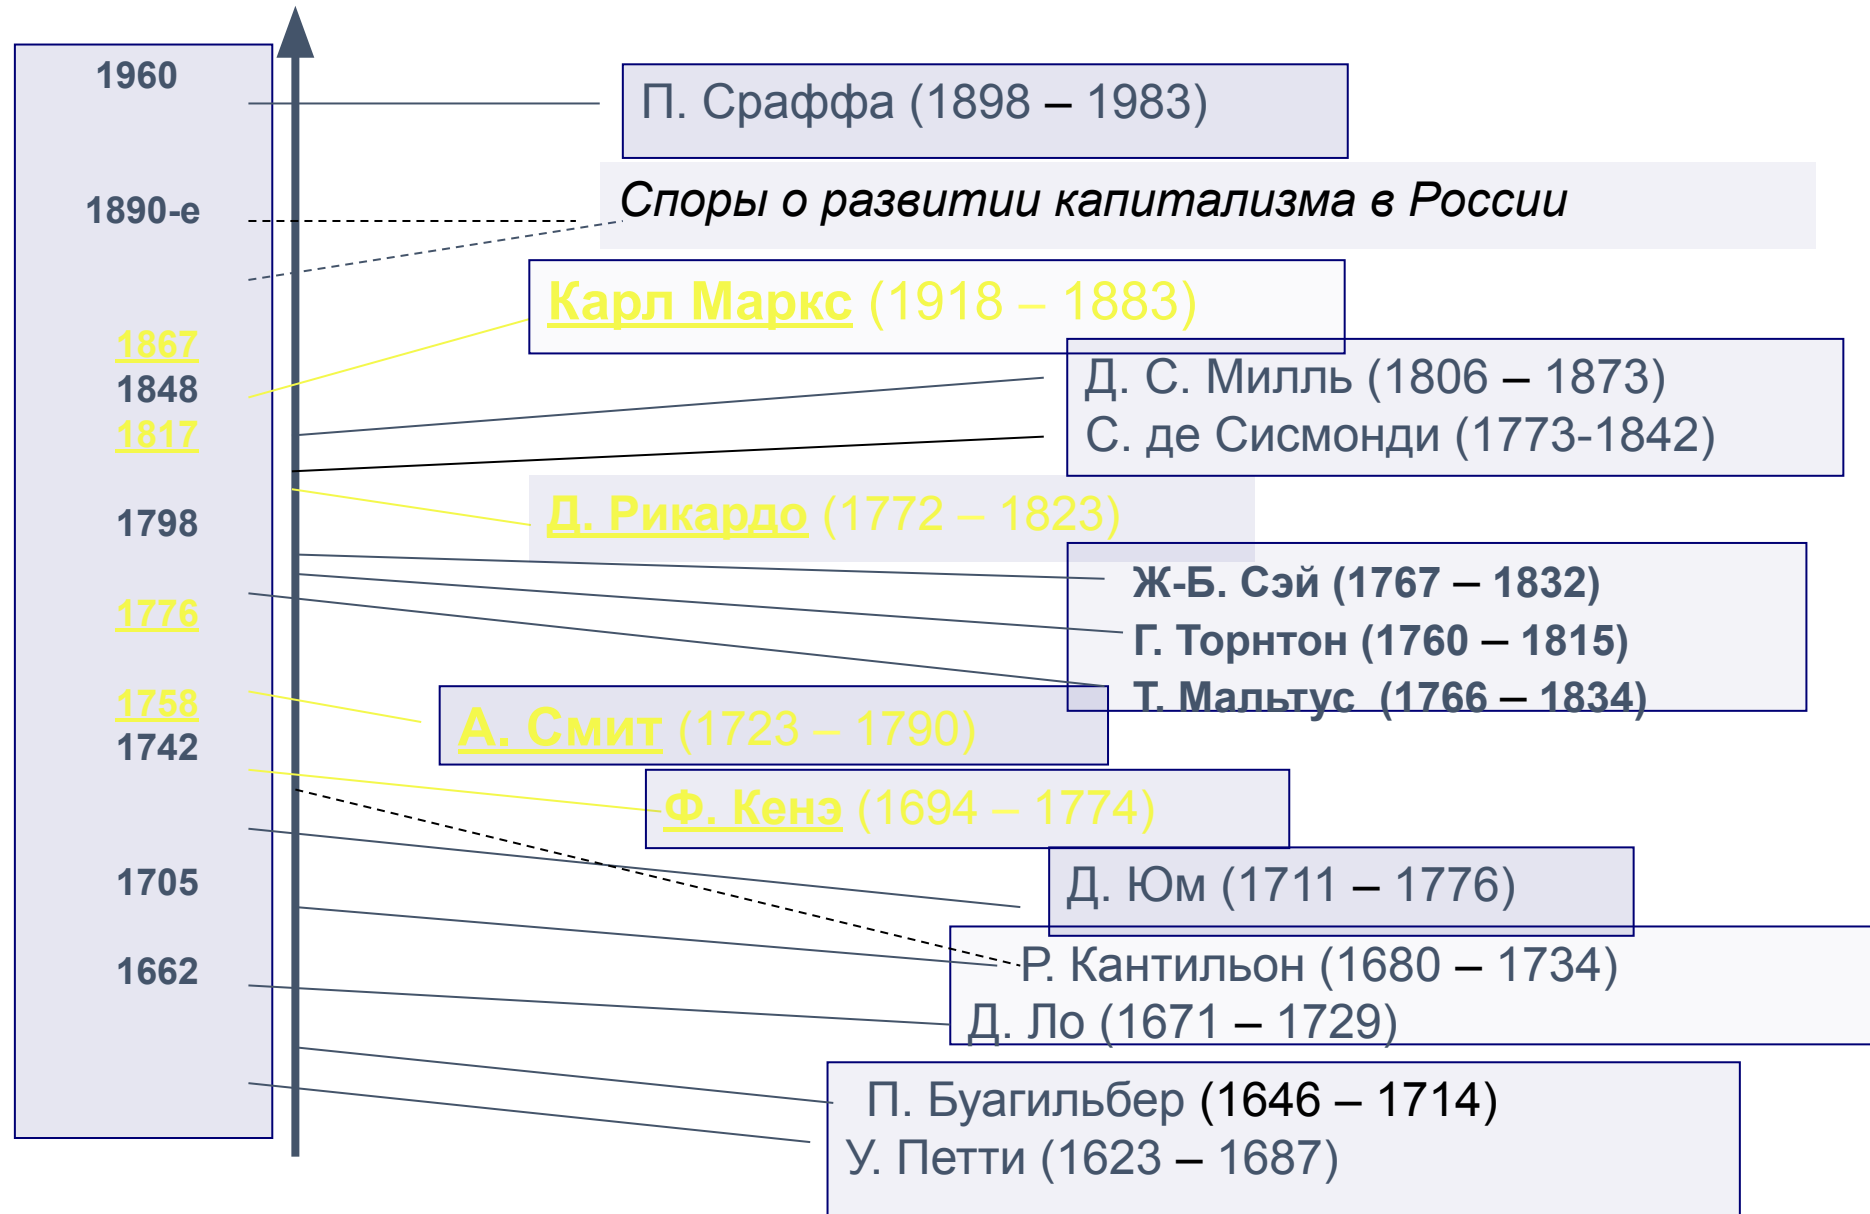 1960
П. Сраффа (1898 – 1983)
1890-е
Споры о развитии капитализма в России
Карл Маркс (1918 – 1883)
1867
1848
Д. С. Милль (1806 – 1873)
1817
С. де Сисмонди (1773-1842)
1798
Д. Рикардо (1772 – 1823)
Ж-Б. Сэй (1767 – 1832)
1776
Г. Торнтон (1760 – 1815)
Т. Мальтус (1766 – 1834)
1758
1742
А. Смит (1723 – 1790)
Ф. Кенэ (1694 – 1774)
1705
Д. Юм (1711 – 1776)
1662
Р. Кантильон (1680 – 1734)
Д. Ло (1671 – 1729)
П. Буагильбер (1646 – 1714)
У. Петти (1623 – 1687)